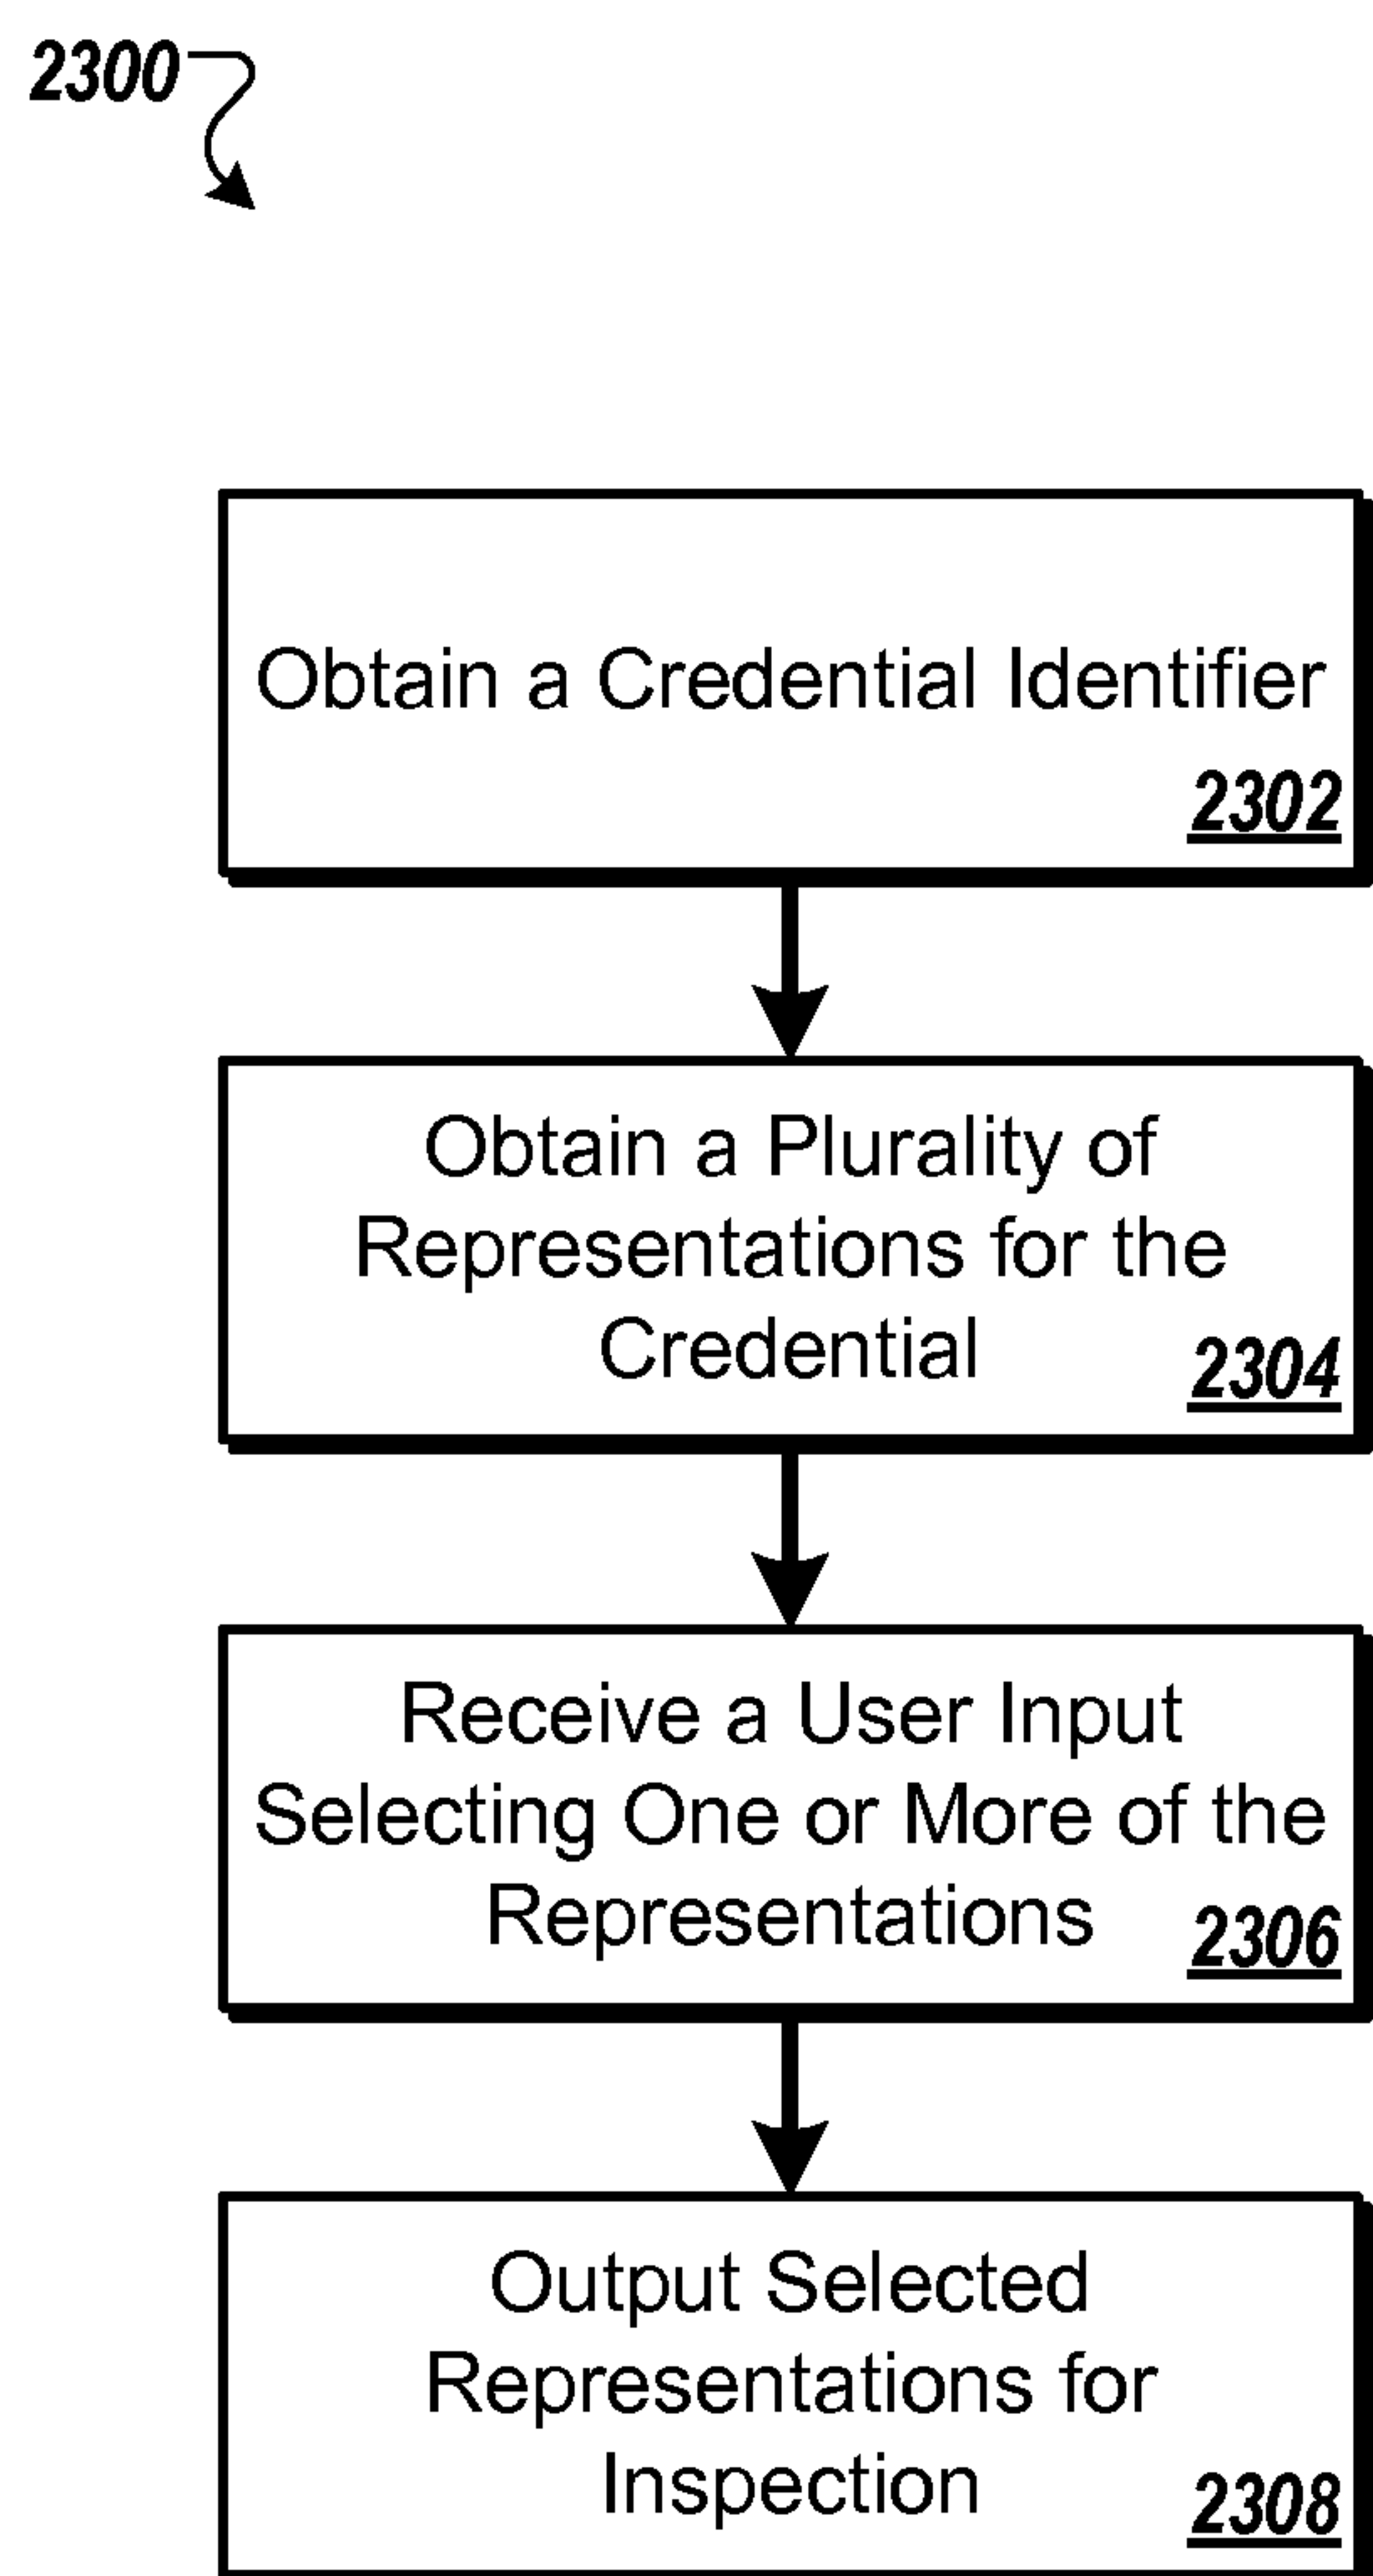 2300
Obtain a Credential Identifier
2302
Obtain a Plurality of
Representations for the
Credential
2304
Receive a User Input
Selecting One or More of the
Representations
2306
Output Selected
Representations for
Inspection
2308